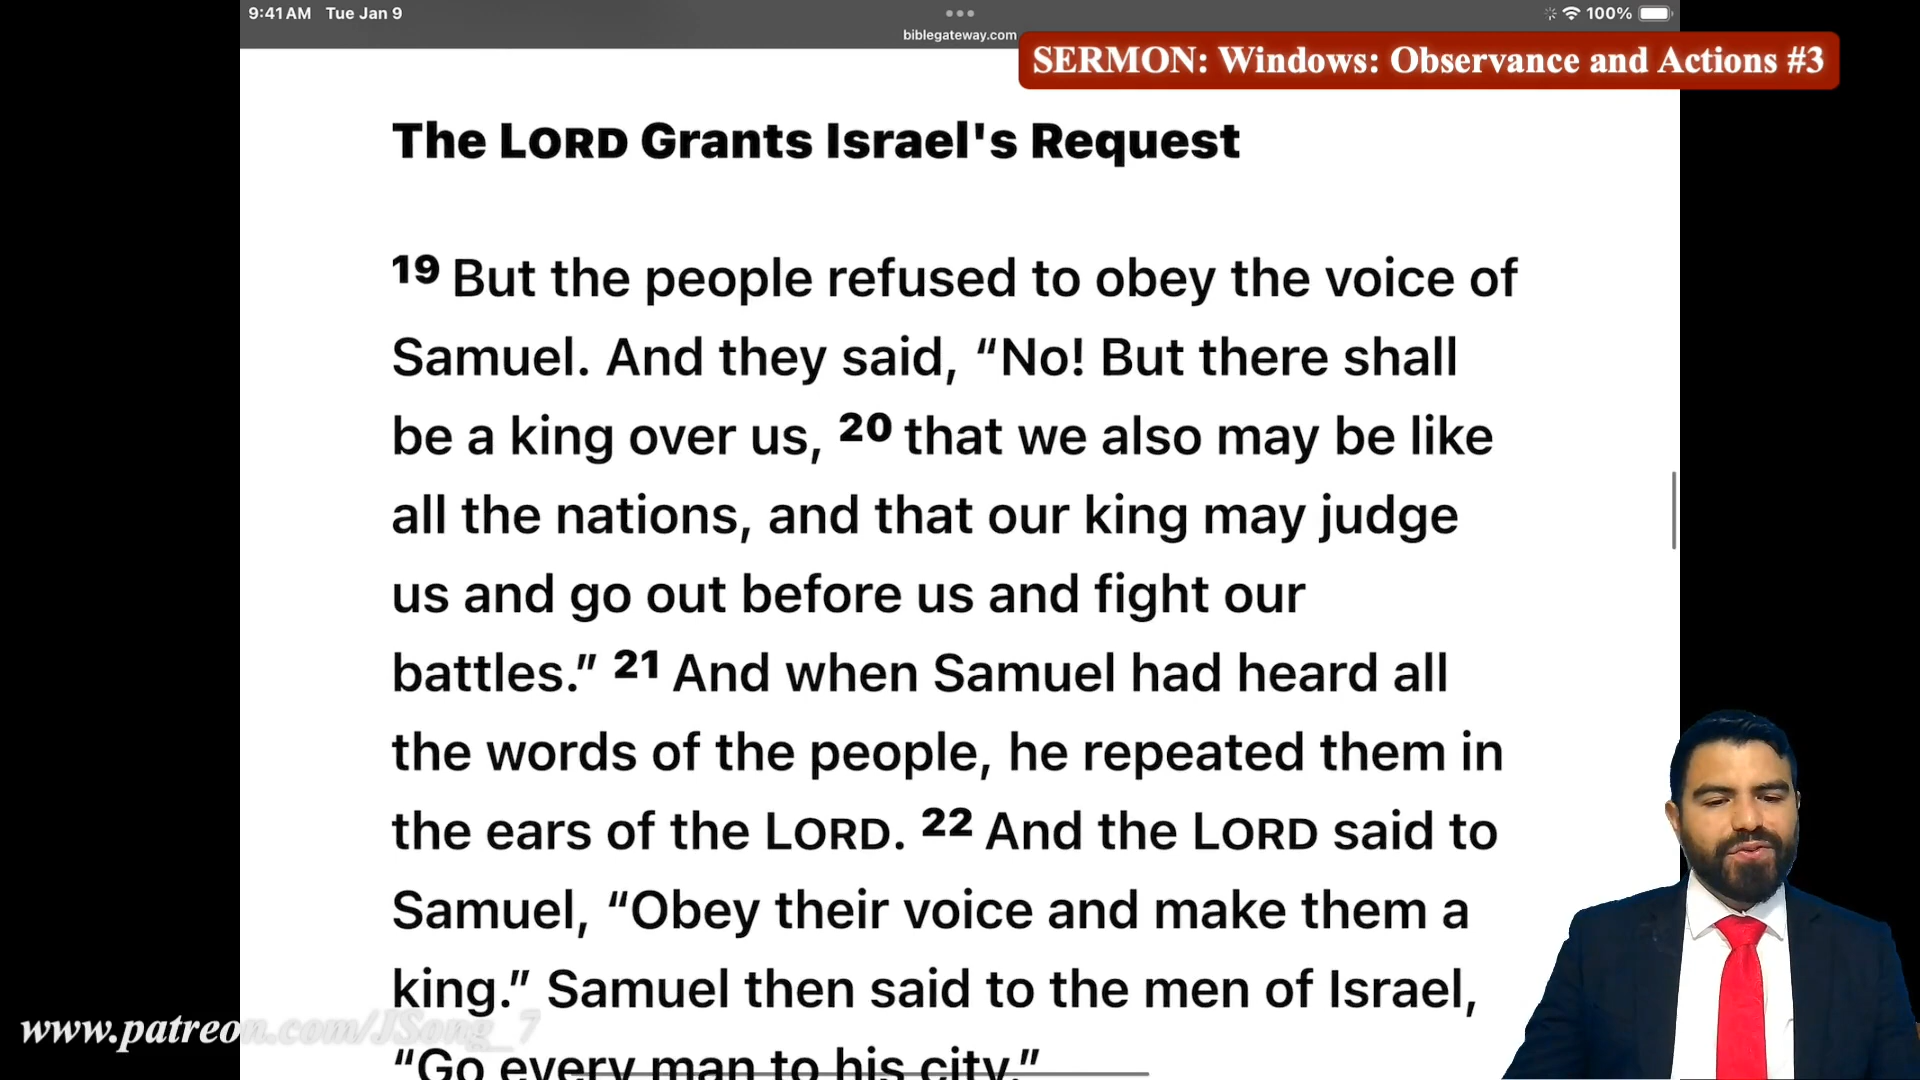 9:41 AM Tue Jan 9
100%
biblegateway.com
SERMON: Windows: Observance and Actions #3
The LORD Grants Israel's Request
19 But the people refused to obey the voice of
Samuel. And they said, “No! But there shall
be a king over us, 20 that we also may be like
all the nations, and that our king may judge
us and go out before us and fight our
battles.” 21 And when Samuel had heard all
the words of the people, he repeated them in
the ears of the LORD. 22 And the LORD said to
Samuel, “Obey their voice and make them a
king.” Samuel then said to the men of Israel,
www.patreon.com/JSong_7
“Go every man to his city.”